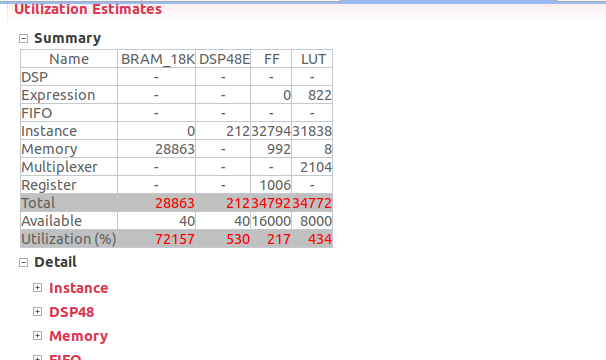 Utilization Estimates
Summary
Name BRAM_18K DSP48E FF LUT
DSP - - - -
Expression - - 0 822
FIFO - - - -
Instance 0 212 32794 31838
Memory 28863 - 992 8
Multiplexer - - - 2104
Register - - 1006 -
Total 28863 212 34792 34772
Available 40 40 16000 8000
Utilization (%) 72157 530 217 434
Detail
Instance
DSP48
Memory
FIFO